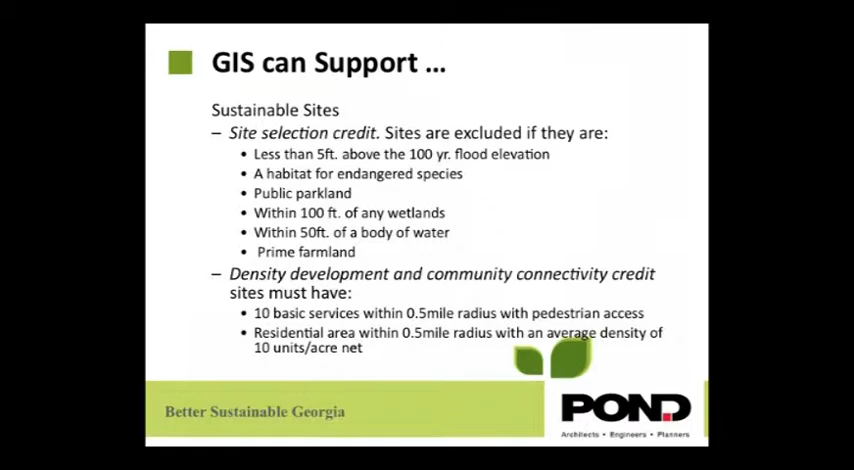 GIS can Support ...
Sustainable Sites
– Site selection credit. Sites are excluded if they are:
• Less than 5ft. above the 100 yr. flood elevation
• A habitat for endangered species
• Public parkland
• Within 100 ft. of any wetlands
• Within 50ft. of a body of water
• Prime farmland
– Density development and community connectivity credit
sites must have:
• 10 basic services within 0.5mile radius with pedestrian access
• Residential area within 0.5mile radius with an average density of
10 units/acre net
Better Sustainable Georgia
POND
Architects • Engineers • Planners